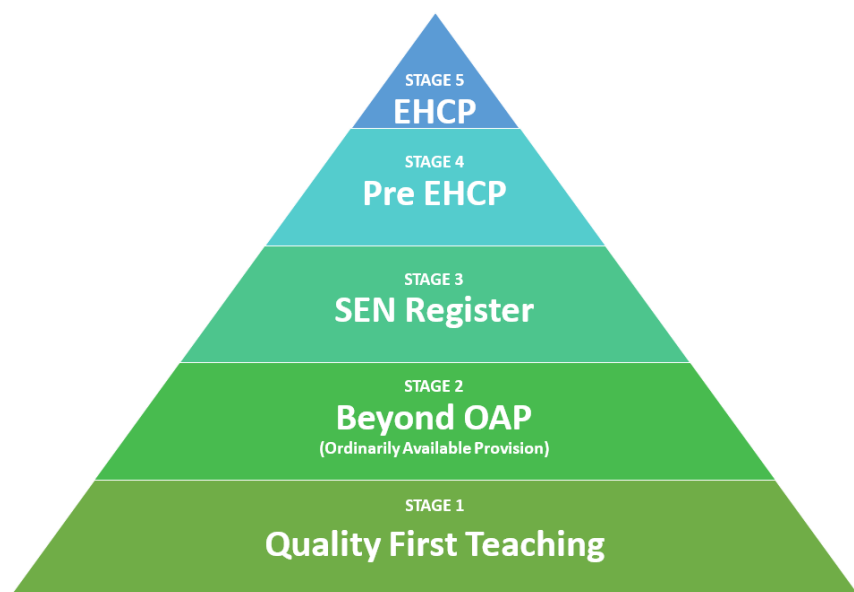 STAGE 5
EHCP
STAGE 4
Pre EHCP
STAGE 3
SEN Register
STAGE 2
Beyond OAP
(Ordinarily Available Provision)
STAGE 1
Quality First Teaching